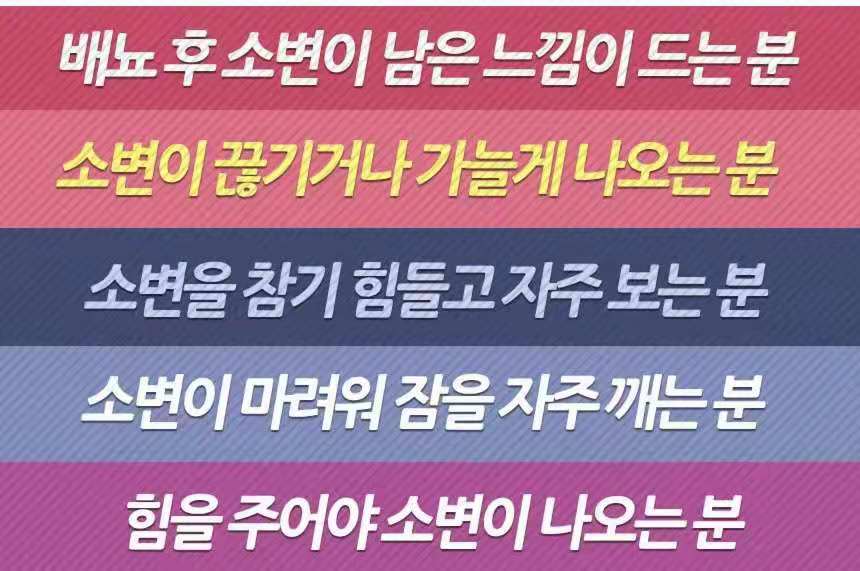 배뇨 후 소변이 남은 느낌이 드는 분
소변이 끊기거나 가늘게 나오는 분
소변을 참기 힘들고 자주 보는 분
소변이 마려워 잠을 자주 깨는 분
힘을 주어야 소변이 나오는 분